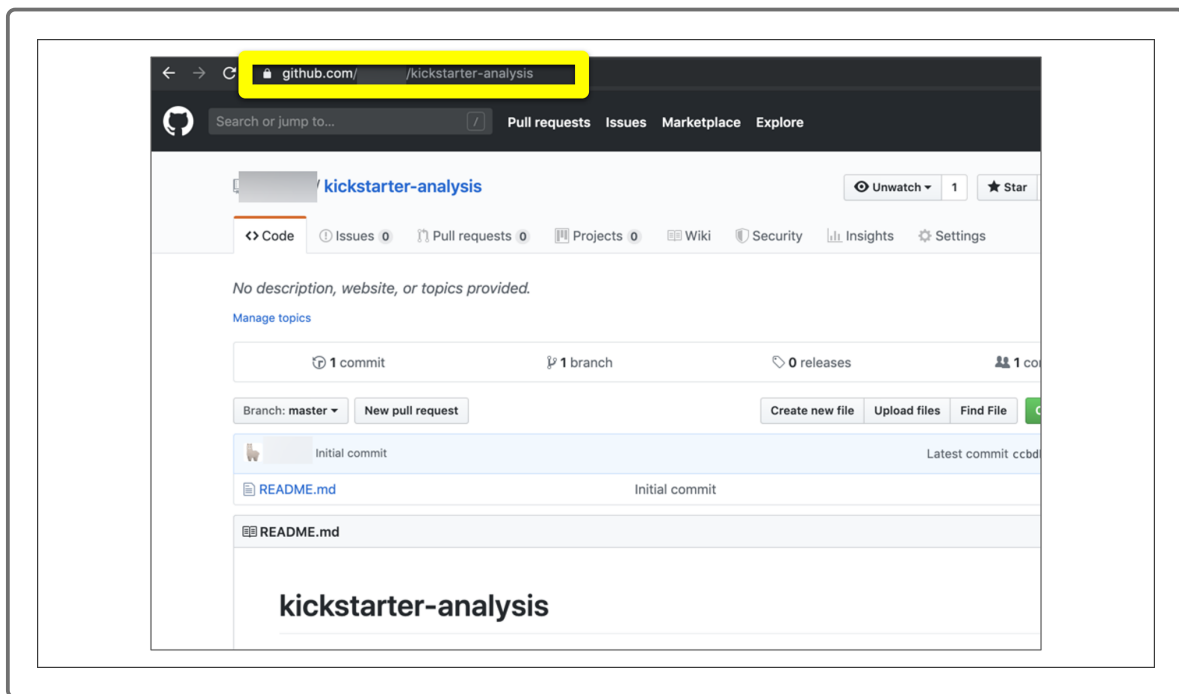 github.com/ /kickstarter-analysis
Search or jump to... / Pull requests Issues Marketplace Explore
/ kickstarter-analysis Unwatch 1 Star
Code Issues 0 Pull requests 0 Projects 0 Wiki Security Insights Settings
No description, website, or topics provided.
Manage topics
1 commit 1 branch 0 releases 1
Branch: master New pull request Create new file Upload files Find File
Initial commit Latest commit
README.md Initial commit
README.md
kickstarter-analysis